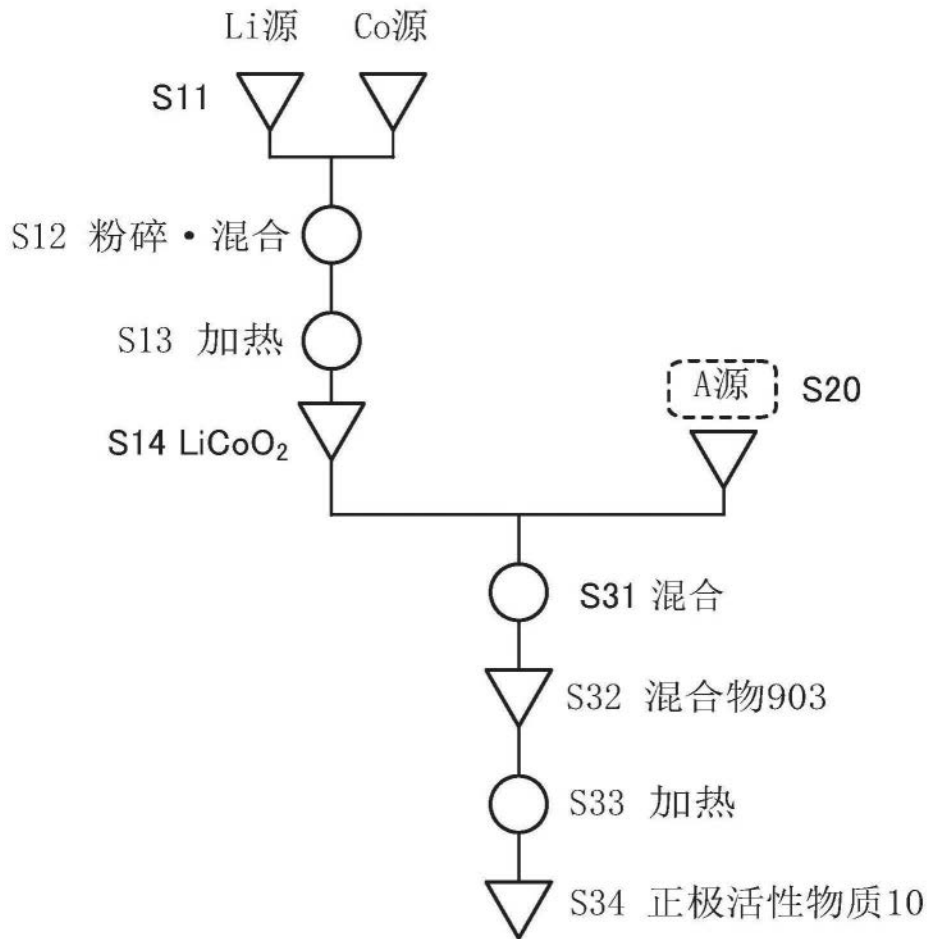 Li源 Co源
S11
S12 粉碎・混合
S13 加热
A源 S20
S14 LiCoO₂
S31 混合
S32 混合物903
S33 加热
S34 正极活性物质10